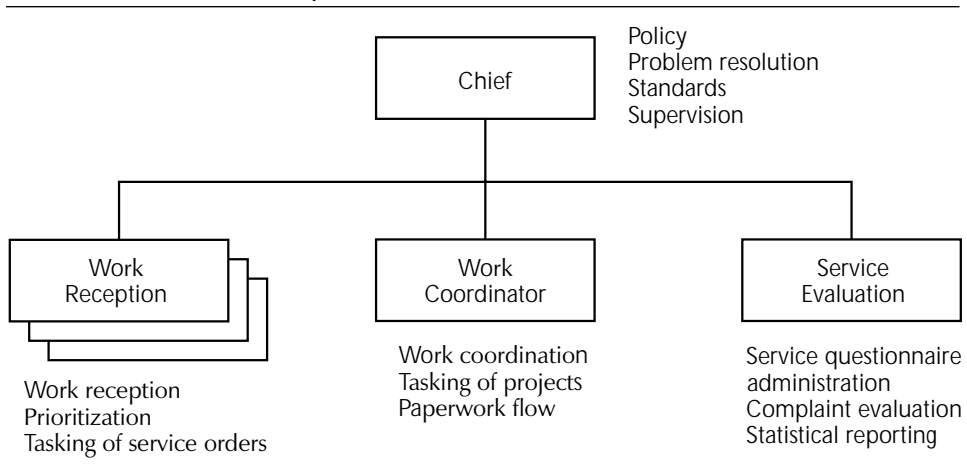 Chief
Policy
Problem resolution
Standards
Supervision
Work
Reception
Work reception
Prioritization
Tasking of service orders
Work
Coordinator
Work coordination
Tasking of projects
Paperwork flow
Service
Evaluation
Service questionnaire
administration
Complaint evaluation
Statistical reporting